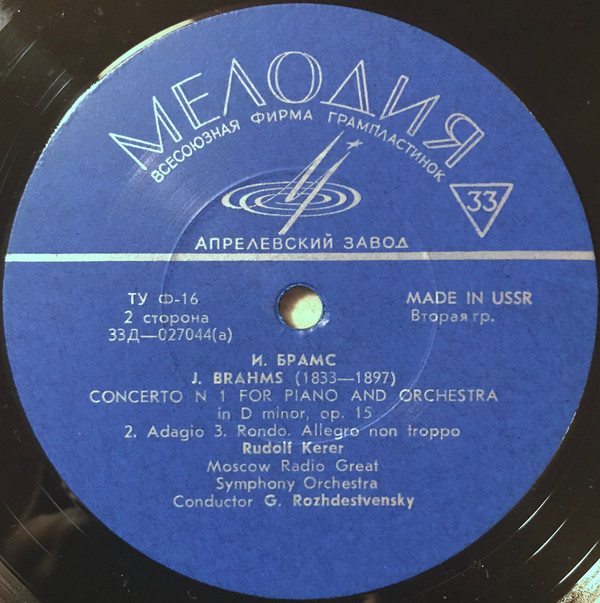 МЕЛОДИЯ
ВСЕСОЮЗНАЯ ФИРМА ГРАМПЛАСТИНОК
33
АПРЕЛЕВСКИЙ ЗАВОД
ТУ Ф-16
2 сторона
33Д—027044(а)
MADE IN USSR
Вторая гр.
И. БРАМС
J. BRAHMS (1833—1897)
CONCERTO N 1 FOR PIANO AND ORCHESTRA
in D minor, op. 15
2. Adagio 3. Rondo. Allegro non troppo
Rudolf Kerer
Moscow Radio Great
Symphony Orchestra
Conductor G. Rozhdestvensky